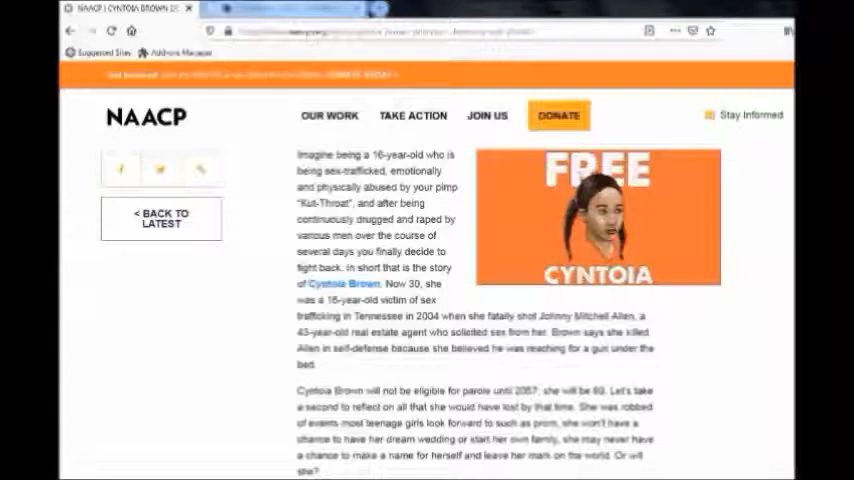 NAACP | CYNTOIA BROWN DE
Suggested Sites Add-ons Manager
NAACP
OUR WORK TAKE ACTION JOIN US DONATE
Stay Informed
< BACK TO
LATEST
FREE
CYNTOIA
Imagine being a 16-year-old who is
being sex-trafficked, emotionally
and physically abused by your pimp
"Kut-Throat", and after being
continuously drugged and raped by
various men over the course of
several days you finally decide to
fight back. In short that is the story
of Cyntoia Brown. Now 30, she
was a 16-year-old victim of sex
trafficking in Tennessee in 2004 when she fatally shot Johnny Mitchell Allen, a
43-year-old real estate agent who solicited sex from her. Brown says she killed
Allen in self-defense because she believed he was reaching for a gun under the
bed.
Cyntoia Brown will not be eligible for parole until 2057; she will be 69. Let's take
a second to reflect on all that she would have lost by that time. She was robbed
of events most teenage girls look forward to such as prom, she won't have a
chance to have her dream wedding or start her own family, she may never have
a chance to make a name for herself and leave her mark on the world. Or will
she?